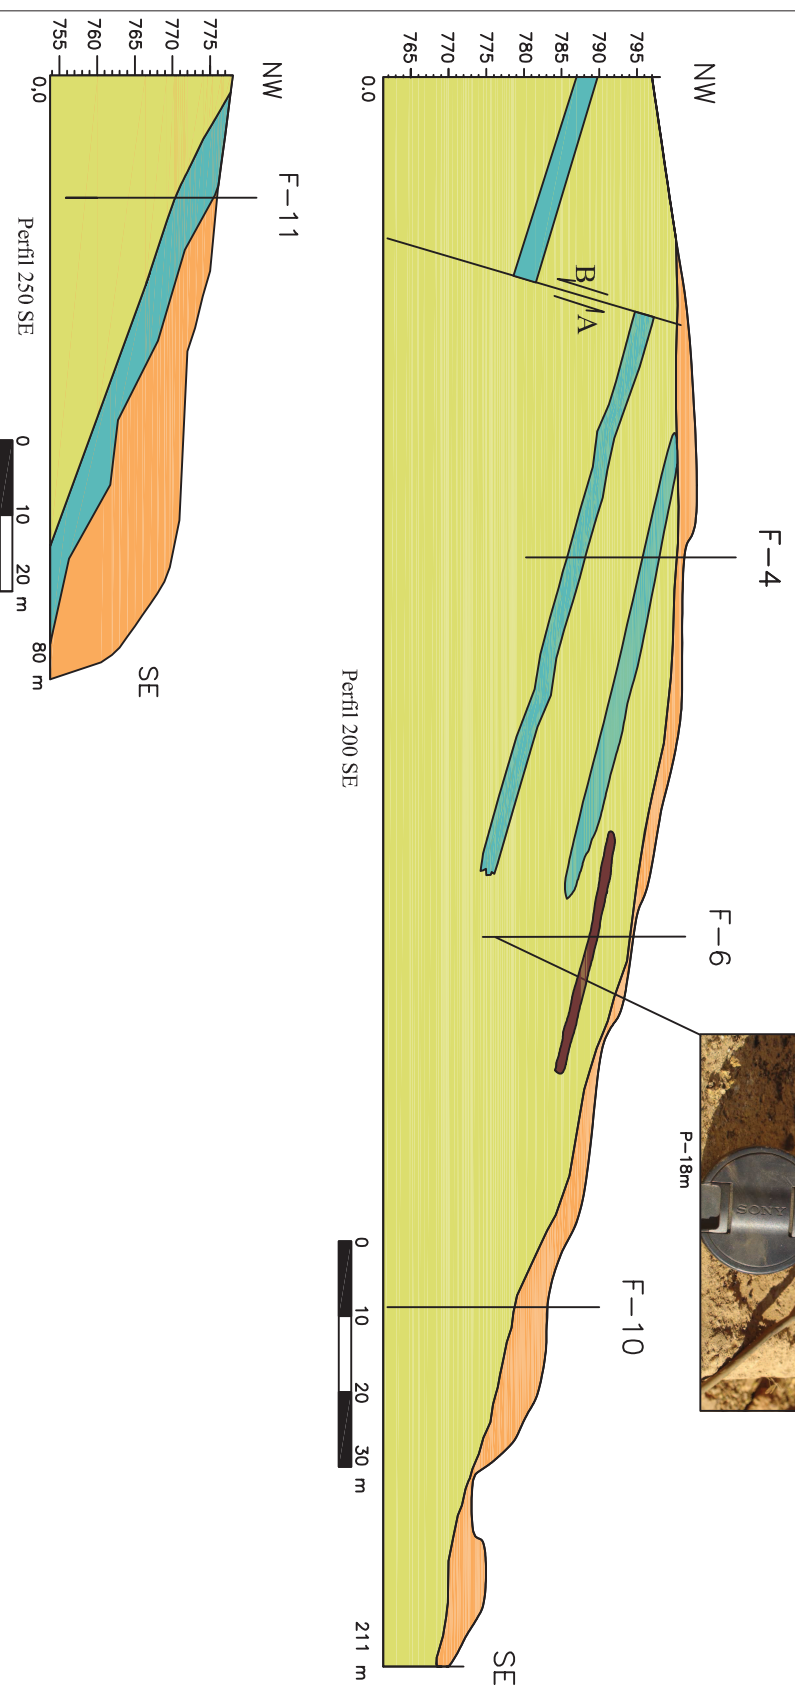 NW
F-4
F-6
F-10
SE
795
790
785
780
775
770
765
0.0
B
A
SONY
P-18m
211 m
0 10 20 30 m
Perfil 200 SE
NW
F-11
SE
775
770
765
760
755
0,0
80 m
Perfil 250 SE
0 10 20 m